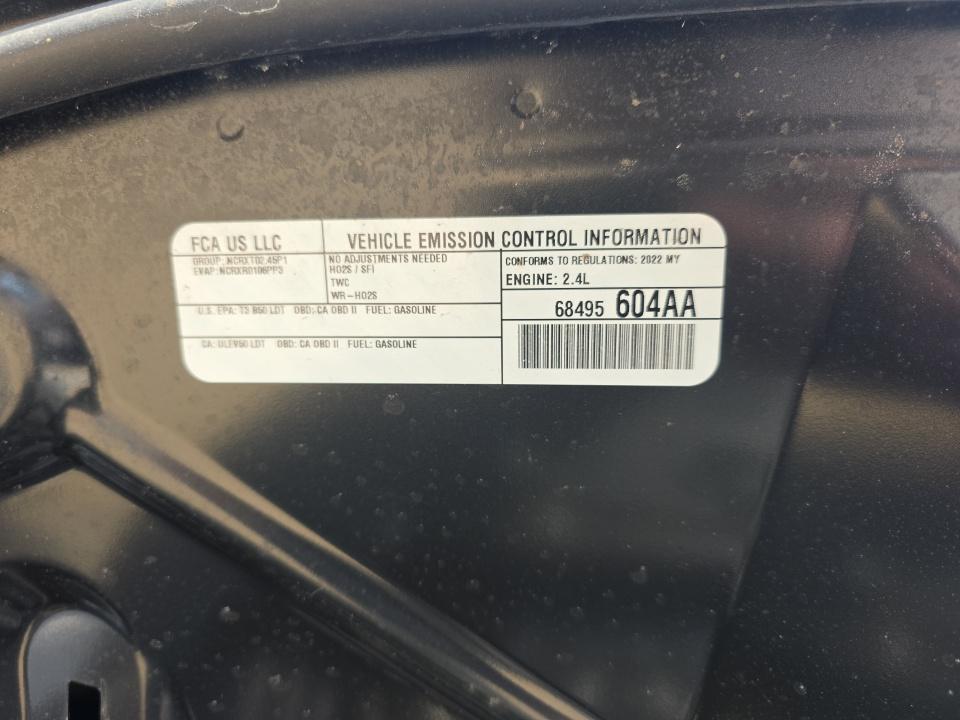 FCA US LLC
VEHICLE EMISSION CONTROL INFORMATION
GROUP: NCRXT02.45P1
EVAP: NCRXR0106PP3
NO ADJUSTMENTS NEEDED
HO2S / SFI
TWC
WR-HO2S
CONFORMS TO REGULATIONS: 2022 MY
ENGINE: 2.4L
68495 604AA
U.S. EPA: T3 B50 LDT OBD: CA OBD II FUEL: GASOLINE
CA: ULEV50 LDT OBD: CA OBD II FUEL: GASOLINE